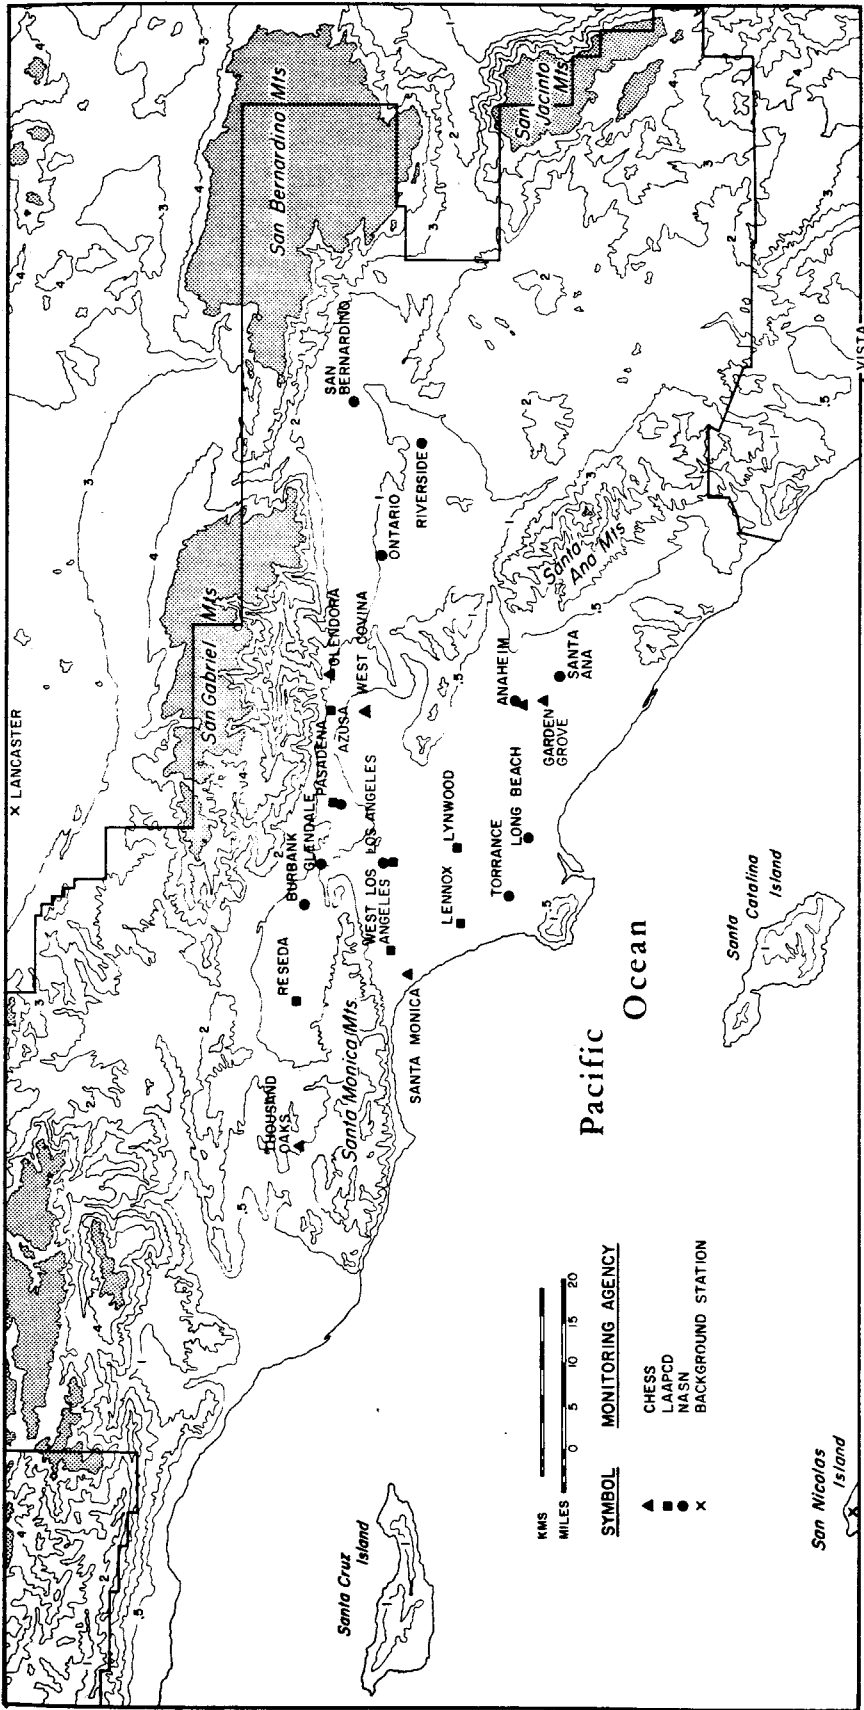 X LANCASTER
San Gabriel Mts
San Bernardino Mts
San
Jacinto
Mts
Santa
Ana Mts
Santa Monica Mts
THOUSAND
OAKS
RESEDA
BURBANK
GLENDALE
PASADENA
AZUSA
GLENDORA
WEST COVINA
WEST LOS
ANGELES
LOS ANGELES
SANTA MONICA
LENNOX
LYNWOOD
TORRANCE
LONG BEACH
ANAHEIM
GARDEN
GROVE
SANTA
ANA
ONTARIO
RIVERSIDE
SAN
BERNARDINO
VISTA
Pacific
Ocean
Santa Cruz
Island
Santa
Catalina
Island
San Nicolas
Island
KMS
MILES 0 5 10 15 20
SYMBOL MONITORING AGENCY
▲ CHESS
■ LAAPCD
● NASN
X BACKGROUND STATION